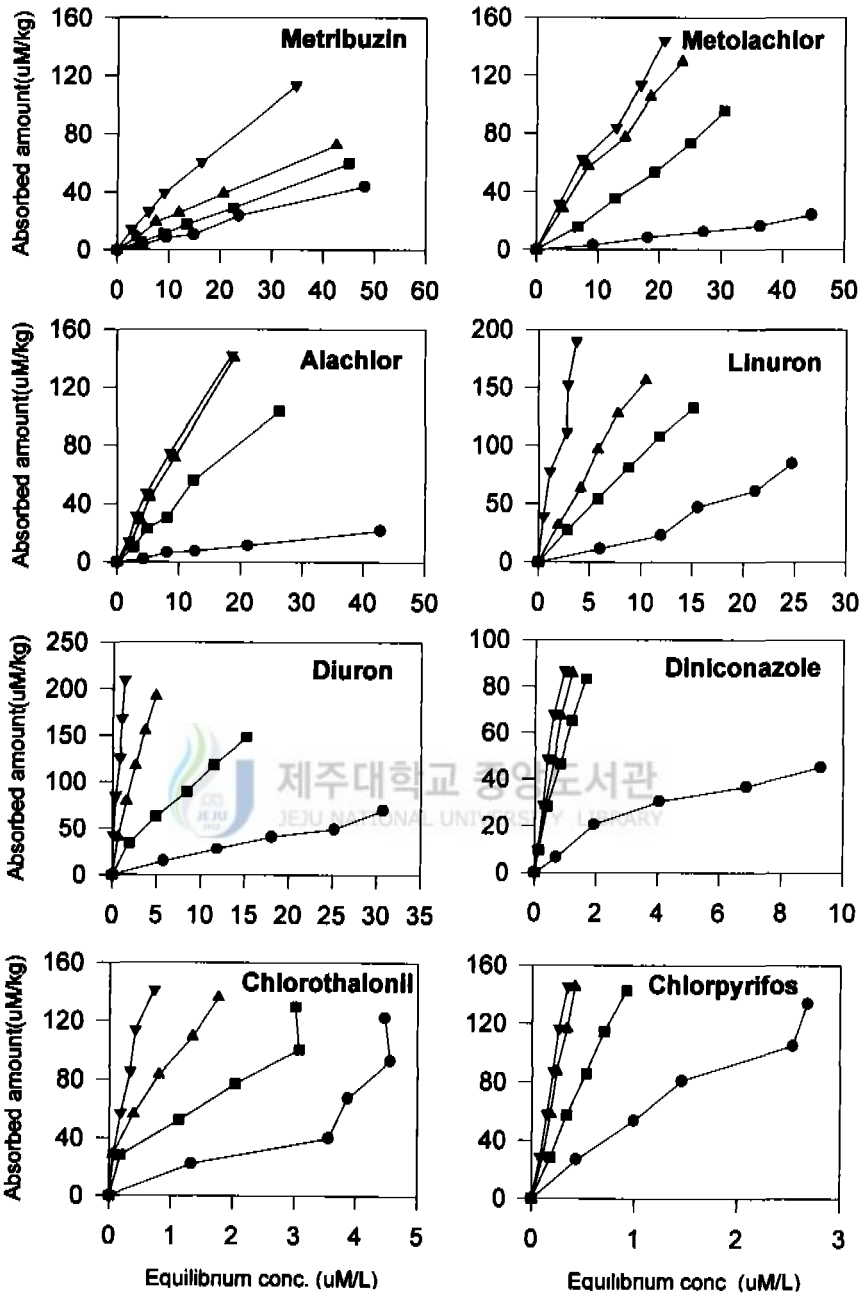 Metribuzin
Absorbed amount(uM/kg)
160
120
80
40
0
0 10 20 30 40 50 60
Metolachlor
160
120
80
40
0
0 10 20 30 40 50
Alachlor
Absorbed amount(uM/kg)
160
120
80
40
0
0 10 20 30 40 50
Linuron
200
150
100
50
0
0 5 10 15 20 25 30
Diuron
Absorbed amount(uM/kg)
250
200
150
100
50
0
0 5 10 15 20 25 30 35
Diniconazole
100
80
60
40
20
0
0 2 4 6 8 10
제주대학교 중앙도서관
JEJU NATIONAL UNIVERSITY LIBRARY
JEJU
1952
Chlorothalonil
Absorbed amount(uM/kg)
160
120
80
40
0
0 1 2 3 4 5
Equilibrium conc. (uM/L)
Chlorpyrifos
160
120
80
40
0
0 1 2 3
Equilibrium conc (uM/L)